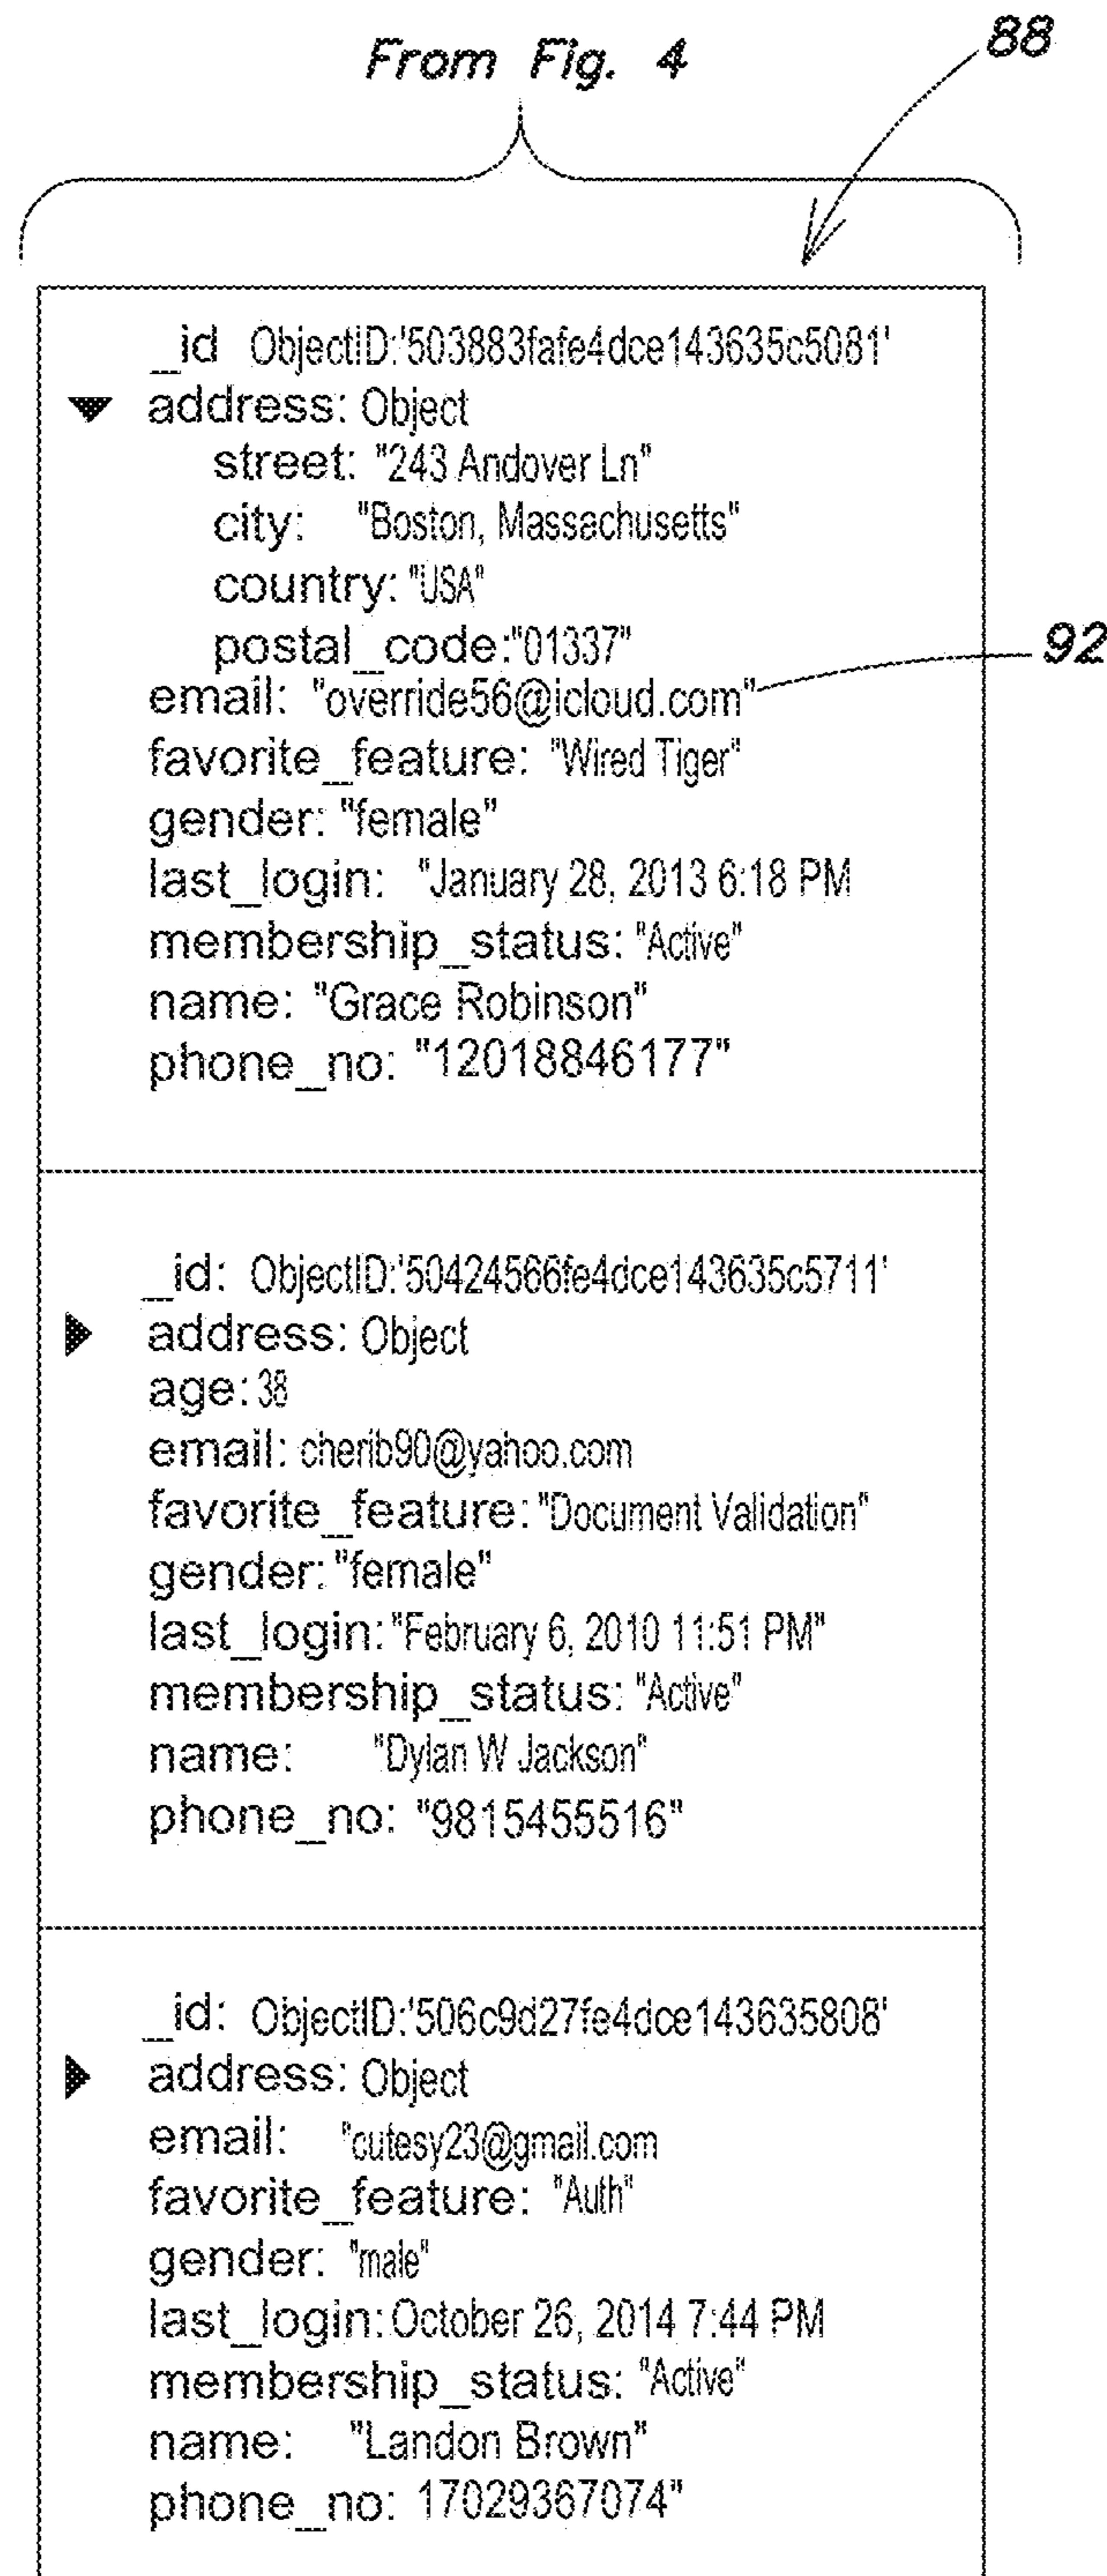 From Fig. 4
88
_id ObjectID:'503883fafe4dce143635c5081'
address: Object
street: "243 Andover Ln"
city: "Boston, Massachusetts"
country: "USA"
postal_code:"01337"
92
email: "override56@icloud.com"
favorite_feature: "Wired Tiger"
gender: "female"
last_login: "January 28, 2013 6:18 PM
membership_status: "Active"
name: "Grace Robinson"
phone_no: "12018846177"
_id: ObjectID:'50424566fe4dce143635c5711'
address: Object
age: 38
email: cherib90@yahoo.com
favorite_feature: "Document Validation"
gender: "female"
last_login: "February 6, 2010 11:51 PM"
membership_status: "Active"
name: "Dylan W Jackson"
phone_no: "9815455516"
_id: ObjectID:'506c9d27fe4dce143635808'
address: Object
email: "cutesy23@gmail.com
favorite_feature: "Auth"
gender: "male"
last_login: October 26, 2014 7:44 PM
membership_status: "Active"
name: "Landon Brown"
phone_no: 17029367074"